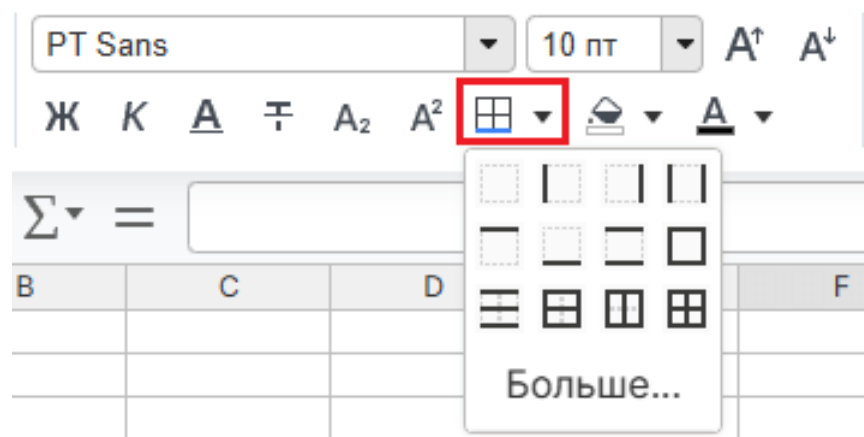 PT Sans 10 пт A A
Ж К А Т A₂ A² А
Σ =
B C D F
Больше...